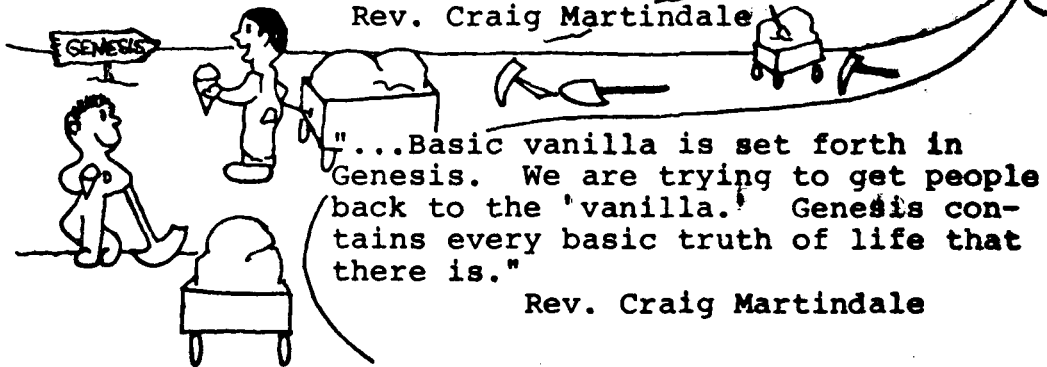 Rev. Craig Martindale
GENESIS
"...Basic vanilla is set forth in
Genesis. We are trying to get people
back to the 'vanilla.' Genesis con-
tains every basic truth of life that
there is."
Rev. Craig Martindale